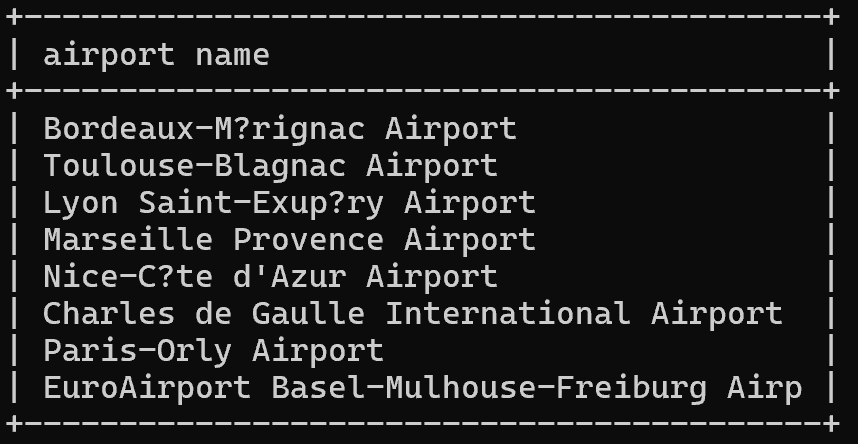 +------------------------------------------+
| airport name                             |
+------------------------------------------+
| Bordeaux-M?rignac Airport                |
| Toulouse-Blagnac Airport                 |
| Lyon Saint-Exup?ry Airport               |
| Marseille Provence Airport               |
| Nice-C?te d'Azur Airport                 |
| Charles de Gaulle International Airport  |
| Paris-Orly Airport                       |
| EuroAirport Basel-Mulhouse-Freiburg Airp |
+------------------------------------------+